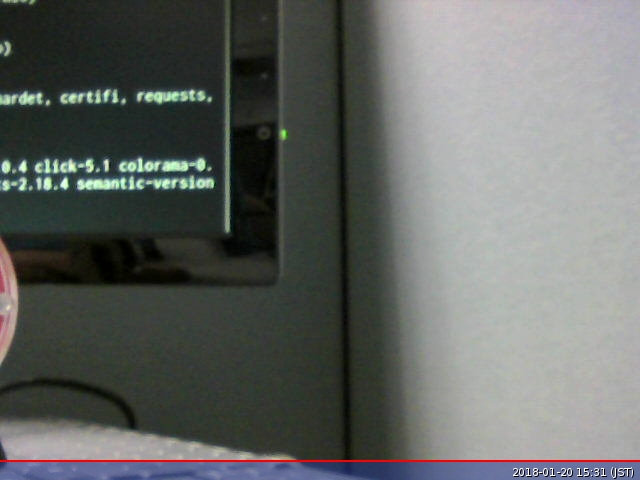 )
ardet, certifi, requests,
0.4 click-5.1 colorama-0.
s-2.18.4 semantic-version
2018-01-20 15:31 (JST)